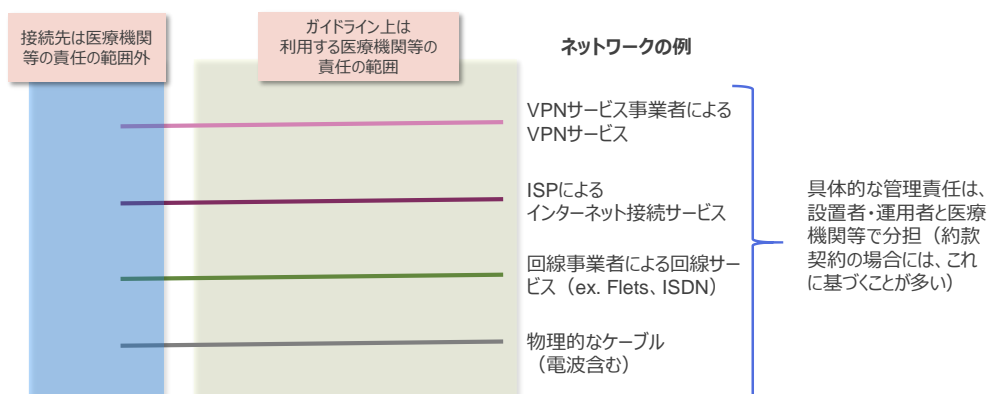 接続先は医療機関
等の責任の範囲外
ガイドライン上は
利用する医療機関等の
責任の範囲
ネットワークの例
VPNサービス事業者による
VPNサービス
ISPによる
インターネット接続サービス
回線事業者による回線サー
ビス（ex. Flets、ISDN）
物理的なケーブル
（電波含む）
具体的な管理責任は、
設置者・運用者と医療
機関等で分担（約款
契約の場合には、これ
に基づくことが多い）